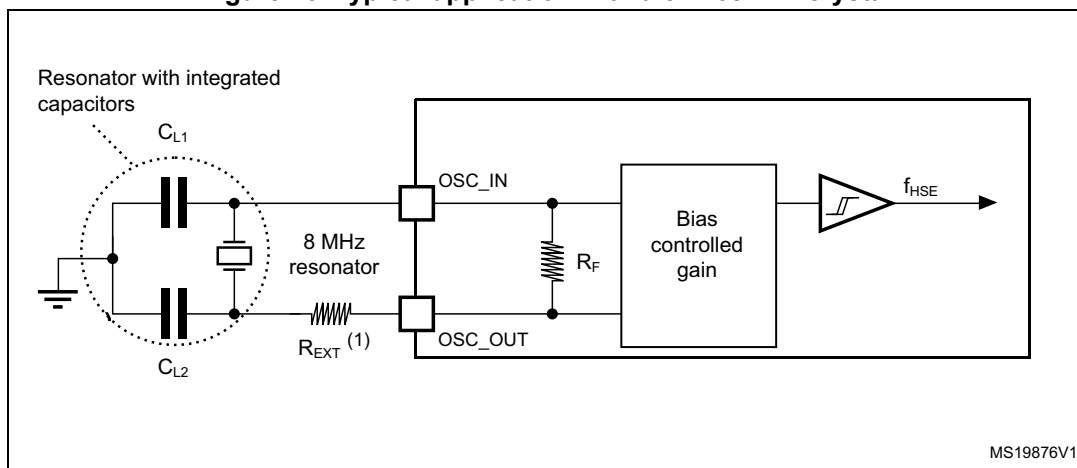 Resonator with integrated
capacitors
CL1
OSC_IN
fHSE
8 MHz
resonator
RF
Bias
controlled
gain
REXT (1)
OSC_OUT
CL2
MS19876V1